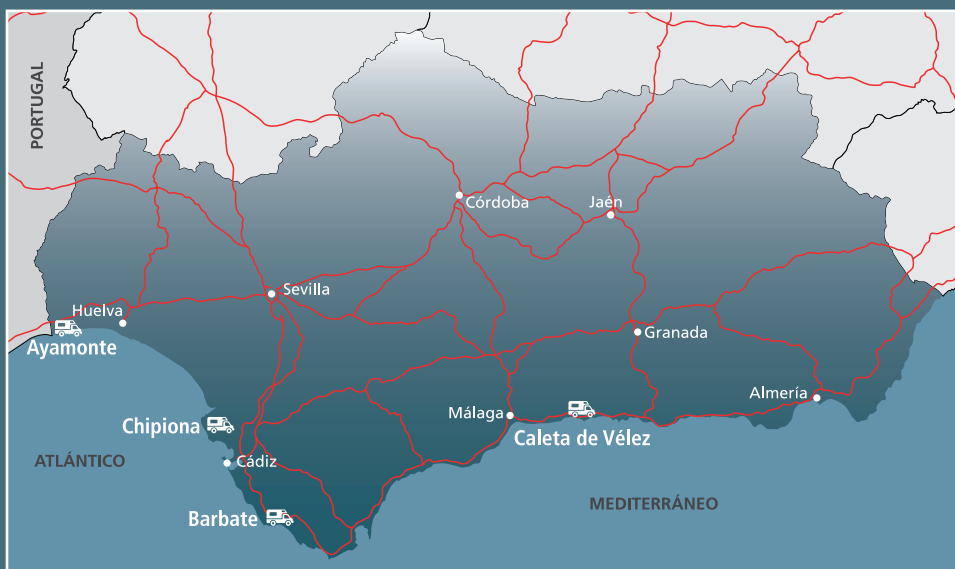 PORTUGAL
Córdoba
Jaén
Sevilla
Huelva
Granada
Ayamonte
Almería
Málaga
Chipiona
Caleta de Vélez
ATLÁNTICO
Cádiz
MEDITERRÁNEO
Barbate